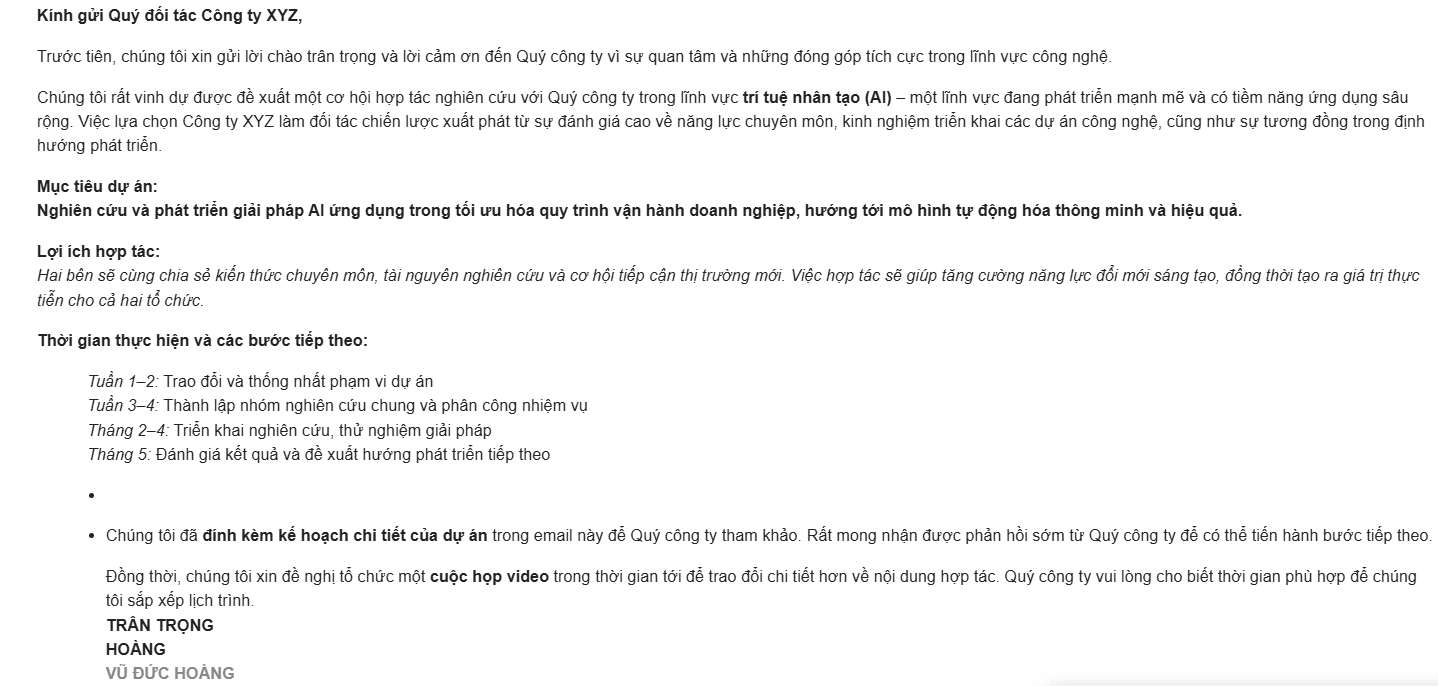 Kính gửi Quý đối tác Công ty XYZ,
Trước tiên, chúng tôi xin gửi lời chào trân trọng và lời cảm ơn đến Quý công ty vì sự quan tâm và những đóng góp tích cực trong lĩnh vực công nghệ.
Chúng tôi rất vinh dự được đề xuất một cơ hội hợp tác nghiên cứu với Quý công ty trong lĩnh vực trí tuệ nhân tạo (AI) – một lĩnh vực đang phát triển mạnh mẽ và có tiềm năng ứng dụng sâu
rộng. Việc lựa chọn Công ty XYZ làm đối tác chiến lược xuất phát từ sự đánh giá cao về năng lực chuyên môn, kinh nghiệm triển khai các dự án công nghệ, cũng như sự tương đồng trong định
hướng phát triển.
Mục tiêu dự án:
Nghiên cứu và phát triển giải pháp AI ứng dụng trong tối ưu hóa quy trình vận hành doanh nghiệp, hướng tới mô hình tự động hóa thông minh và hiệu quả.
Lợi ích hợp tác:
Hai bên sẽ cùng chia sẻ kiến thức chuyên môn, tài nguyên nghiên cứu và cơ hội tiếp cận thị trường mới. Việc hợp tác sẽ giúp tăng cường năng lực đổi mới sáng tạo, đồng thời tạo ra giá trị thực
tiễn cho cả hai tổ chức.
Thời gian thực hiện và các bước tiếp theo:
Tuần 1–2: Trao đổi và thống nhất phạm vi dự án
Tuần 3–4: Thành lập nhóm nghiên cứu chung và phân công nhiệm vụ
Tháng 2–4: Triển khai nghiên cứu, thử nghiệm giải pháp
Tháng 5: Đánh giá kết quả và đề xuất hướng phát triển tiếp theo
•
• Chúng tôi đã đính kèm kế hoạch chi tiết của dự án trong email này để Quý công ty tham khảo. Rất mong nhận được phản hồi sớm từ Quý công ty để có thể tiến hành bước tiếp theo.
Đồng thời, chúng tôi xin đề nghị tổ chức một cuộc họp video trong thời gian tới để trao đổi chi tiết hơn về nội dung hợp tác. Quý công ty vui lòng cho biết thời gian phù hợp để chúng
tôi sắp xếp lịch trình.
TRÂN TRỌNG
HOÀNG
VŨ ĐỨC HOÀNG